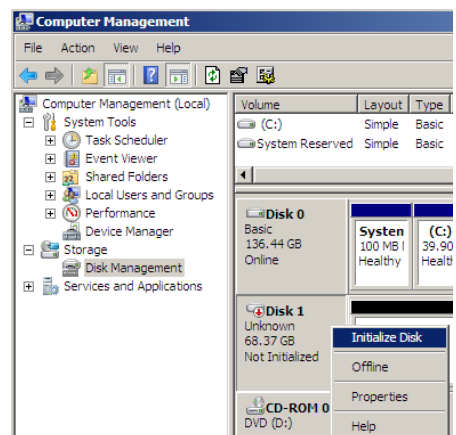 Computer Management
File Action View Help
Computer Management (Local)
System Tools
Task Scheduler
Event Viewer
Shared Folders
Local Users and Groups
Performance
Device Manager
Storage
Disk Management
Services and Applications
Volume Layout Type
(C:) Simple Basic
System Reserved Simple Basic
Disk 0
Basic
136.44 GB
Online
Systen (C:)
100 MB 39.90
Healthy Healt
Disk 1
Unknown
68.37 GB
Not Initialized
Initialize Disk
Offline
Properties
Help
CD-ROM 0
DVD (D:)